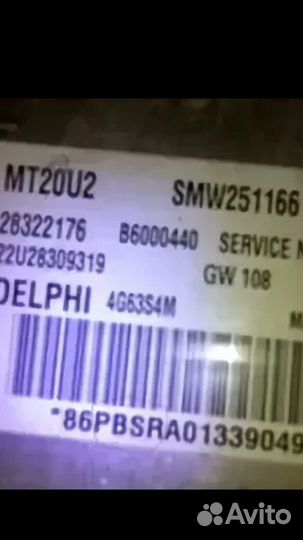 MT20U2 SMW251166
28322176 B6000440 SERVICE
22U28309319 GW 108
DELPHI 4G63S4M
*86PBSRA01339049
Avito